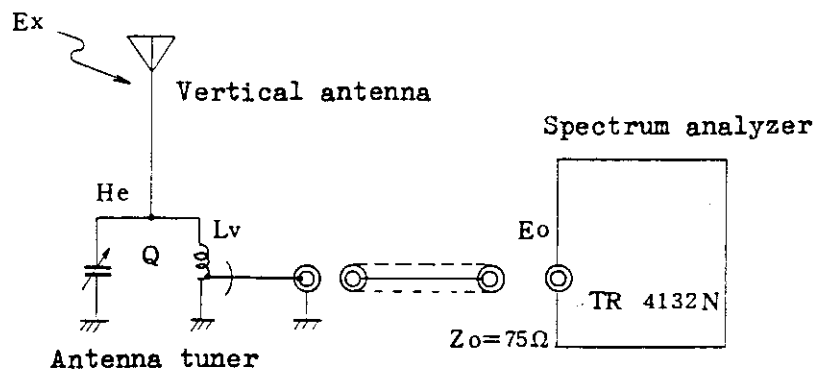 Ex
Vertical antenna
Spectrum analyzer
He
Lv
Eo
Q
TR 4132N
Zo=75Ω
Antenna tuner